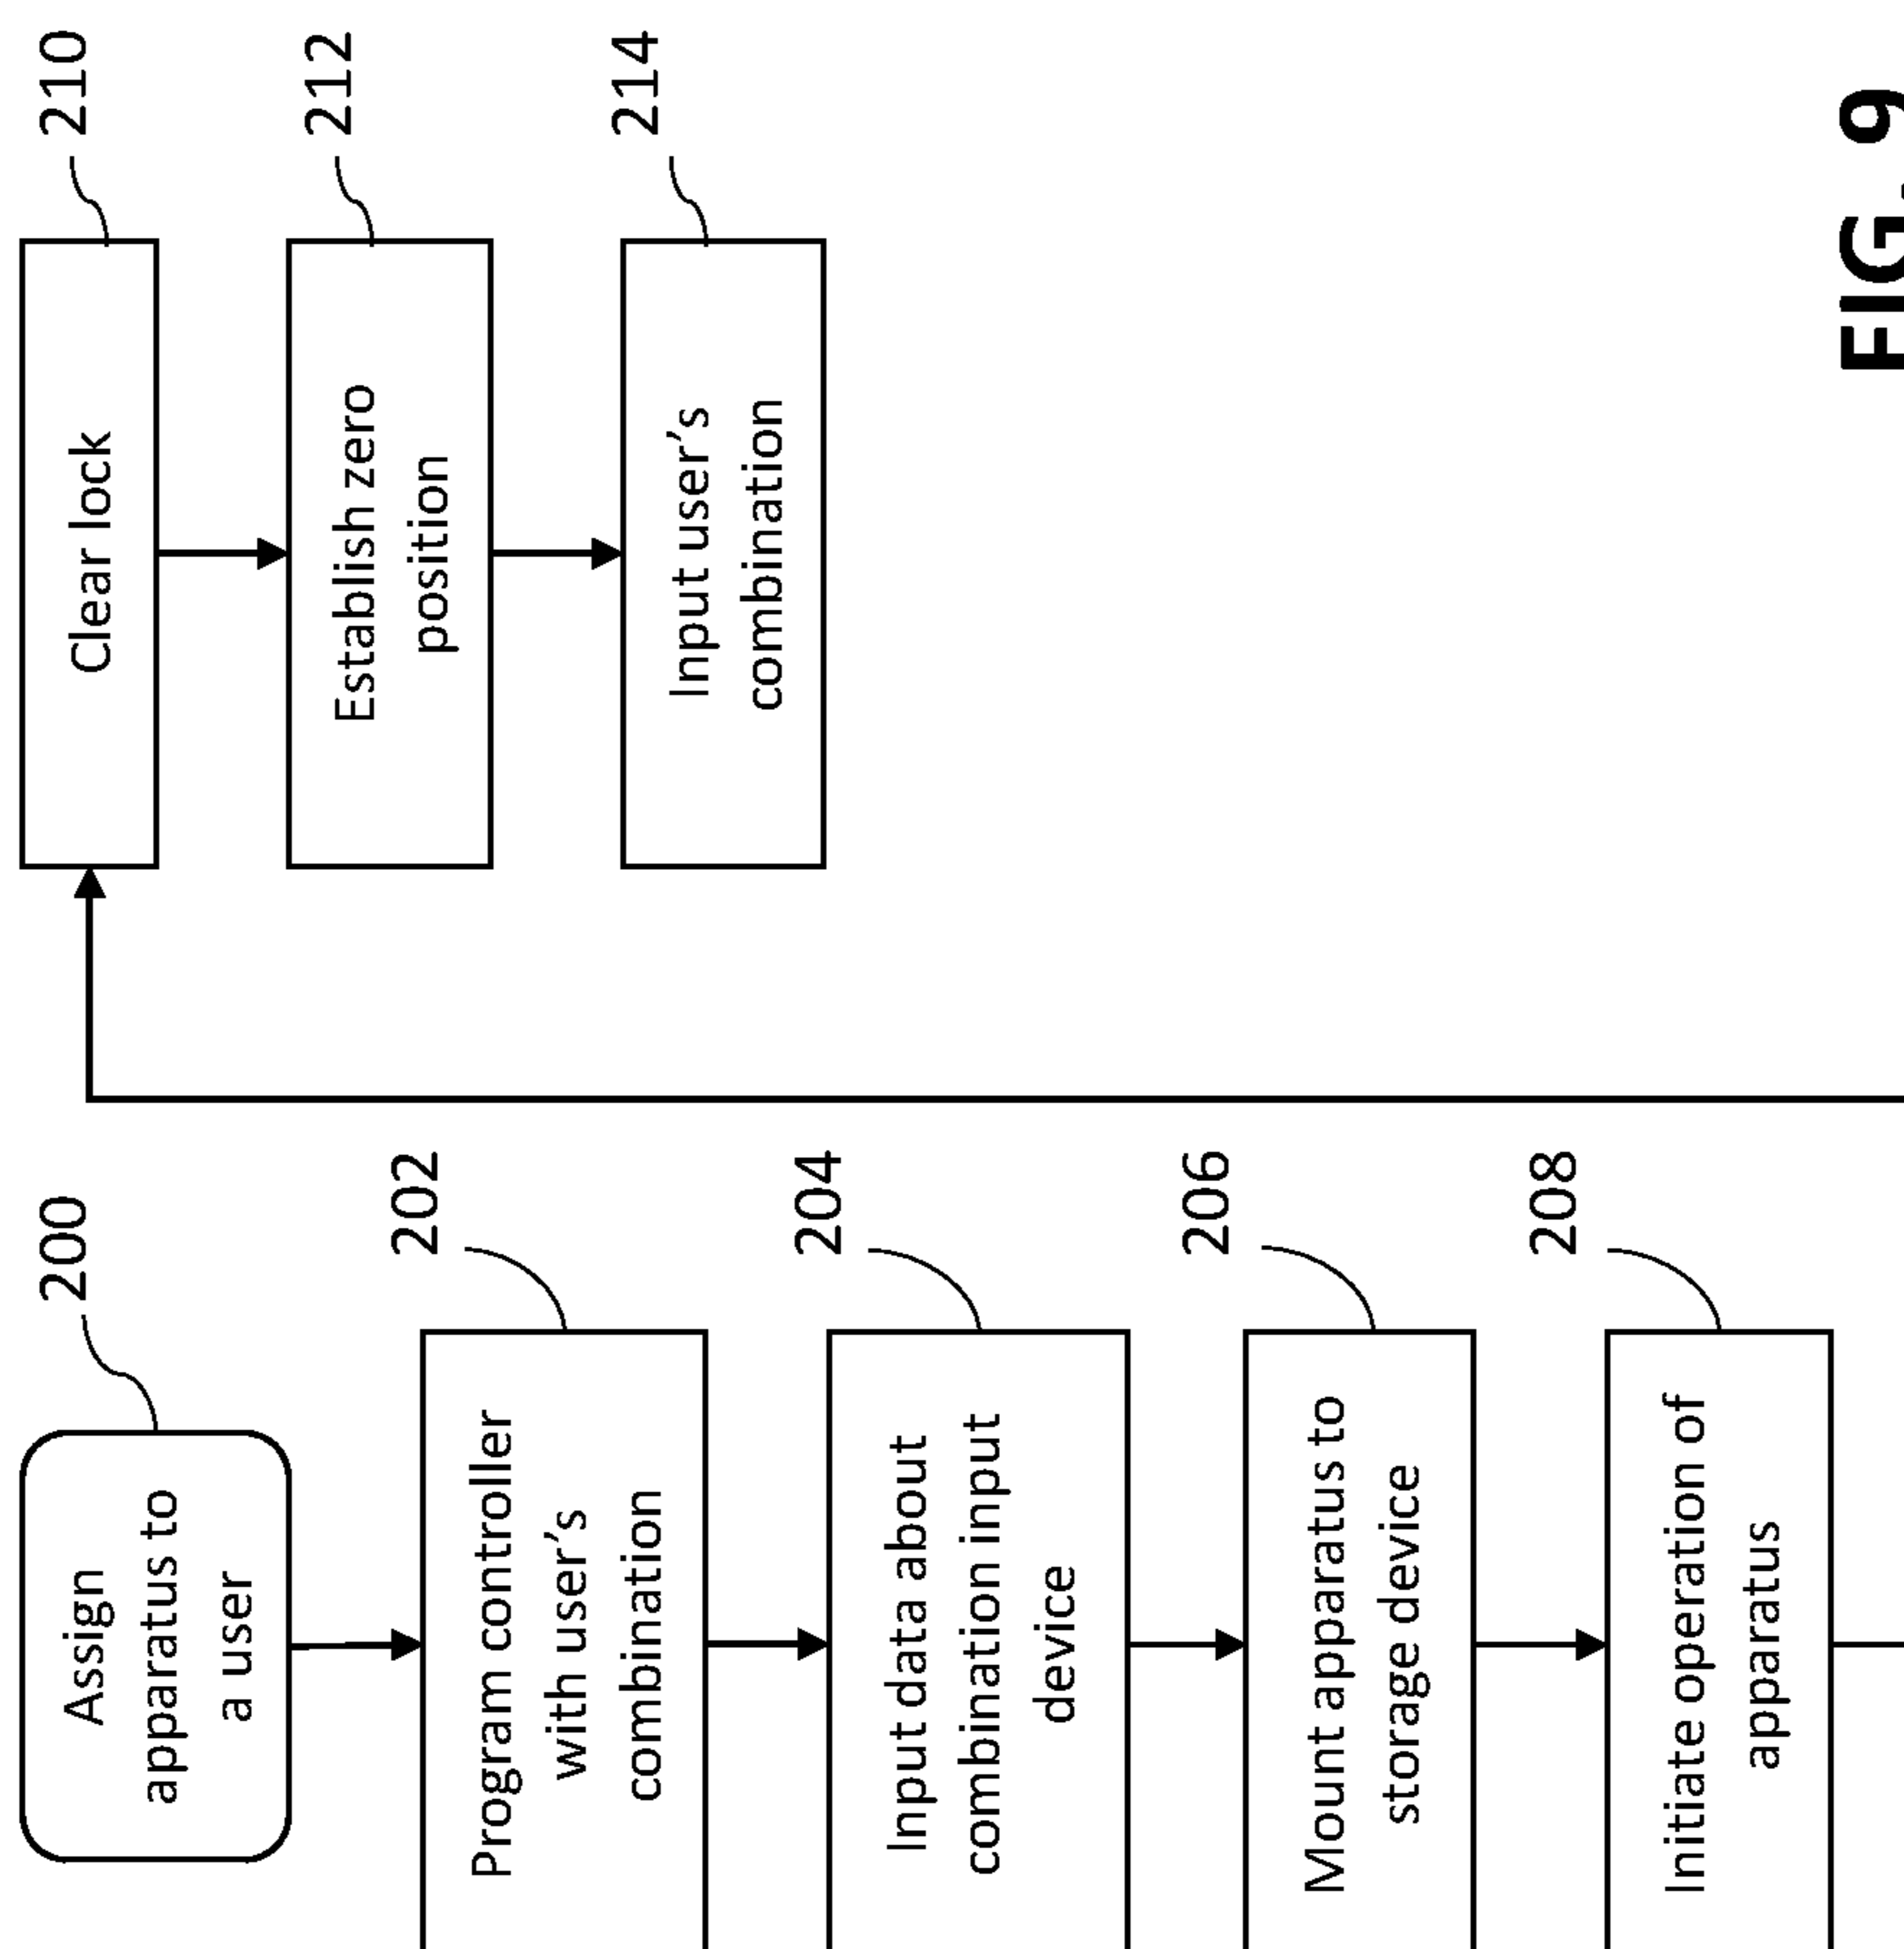 200
Assign
apparatus to
a user
202
Program controller
with user's
combination
204
Input data about
combination input
device
206
Mount apparatus to
storage device
208
Initiate operation of
apparatus
210
Clear lock
212
Establish zero
position
214
Input user's
combination
FIG. 9